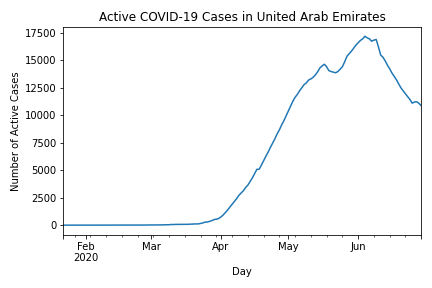 Active COVID-19 Cases in United Arab Emirates
Number of Active Cases
17500
15000
12500
10000
7500
5000
2500
0
Feb
2020
Mar
Apr
May
Jun
Day